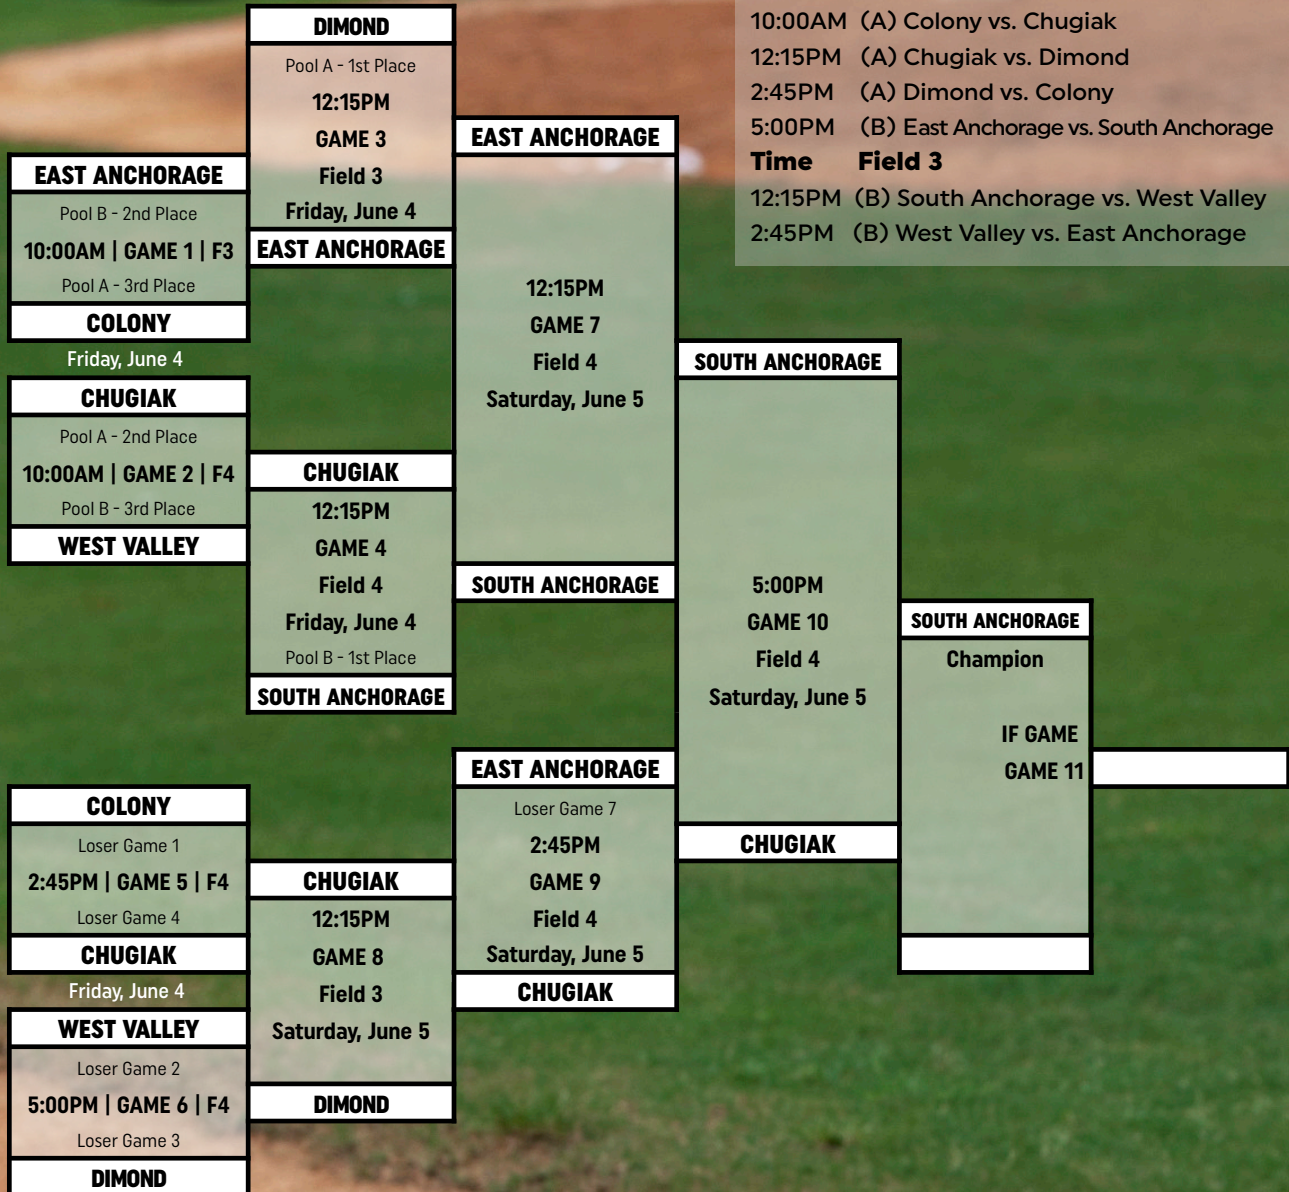 10:00AM (A) Colony vs. Chugiak
12:15PM (A) Chugiak vs. Dimond
2:45PM (A) Dimond vs. Colony
5:00PM (B) East Anchorage vs. South Anchorage
Time Field 3
12:15PM (B) South Anchorage vs. West Valley
2:45PM (B) West Valley vs. East Anchorage
EAST ANCHORAGE
Pool B - 2nd Place
10:00AM | GAME 1 | F3
Pool A - 3rd Place
COLONY
Friday, June 4
CHUGIAK
Pool A - 2nd Place
10:00AM | GAME 2 | F4
Pool B - 3rd Place
WEST VALLEY
COLONY
Loser Game 1
2:45PM | GAME 5 | F4
Loser Game 4
CHUGIAK
Friday, June 4
WEST VALLEY
Loser Game 2
5:00PM | GAME 6 | F4
Loser Game 3
DIMOND
DIMOND
Pool A - 1st Place
12:15PM
GAME 3
Field 3
Friday, June 4
EAST ANCHORAGE
CHUGIAK
12:15PM
GAME 4
Field 4
Friday, June 4
Pool B - 1st Place
SOUTH ANCHORAGE
CHUGIAK
12:15PM
GAME 8
Field 3
Saturday, June 5
DIMOND
EAST ANCHORAGE
12:15PM
GAME 7
Field 4
Saturday, June 5
SOUTH ANCHORAGE
EAST ANCHORAGE
Loser Game 7
2:45PM
GAME 9
Field 4
Saturday, June 5
CHUGIAK
SOUTH ANCHORAGE
5:00PM
GAME 10
Field 4
Saturday, June 5
CHUGIAK
SOUTH ANCHORAGE
Champion
IF GAME
GAME 11